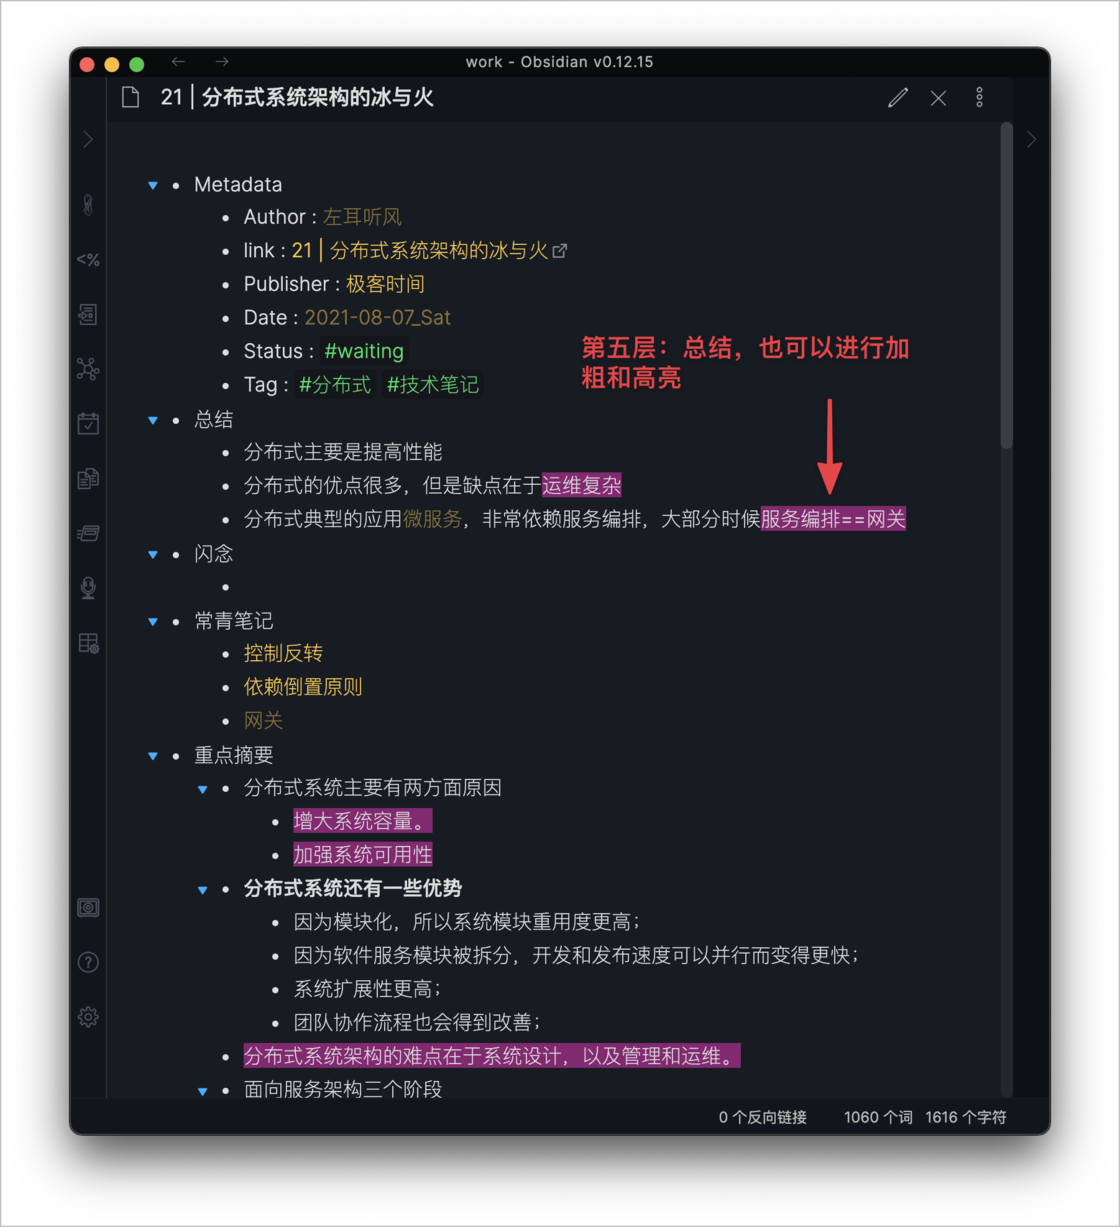 work - Obsidian v0.12.15
21 | 分布式系统架构的冰与火
Metadata
Author : 左耳听风
link : 21 | 分布式系统架构的冰与火
Publisher : 极客时间
Date : 2021-08-07_Sat
Status : #waiting
Tag : #分布式 #技术笔记
第五层：总结，也可以进行加
粗和高亮
总结
分布式主要是提高性能
分布式的优点很多，但是缺点在于运维复杂
分布式典型的应用微服务，非常依赖服务编排，大部分时候服务编排==网关
闪念
常青笔记
控制反转
依赖倒置原则
网关
重点摘要
分布式系统主要有两方面原因
增大系统容量。
加强系统可用性
分布式系统还有一些优势
因为模块化，所以系统模块重用度更高；
因为软件服务模块被拆分，开发和发布速度可以并行而变得更快；
系统扩展性更高；
团队协作流程也会得到改善；
分布式系统架构的难点在于系统设计，以及管理和运维。
面向服务架构三个阶段
<%
0 个反向链接 1060 个词 1616 个字符